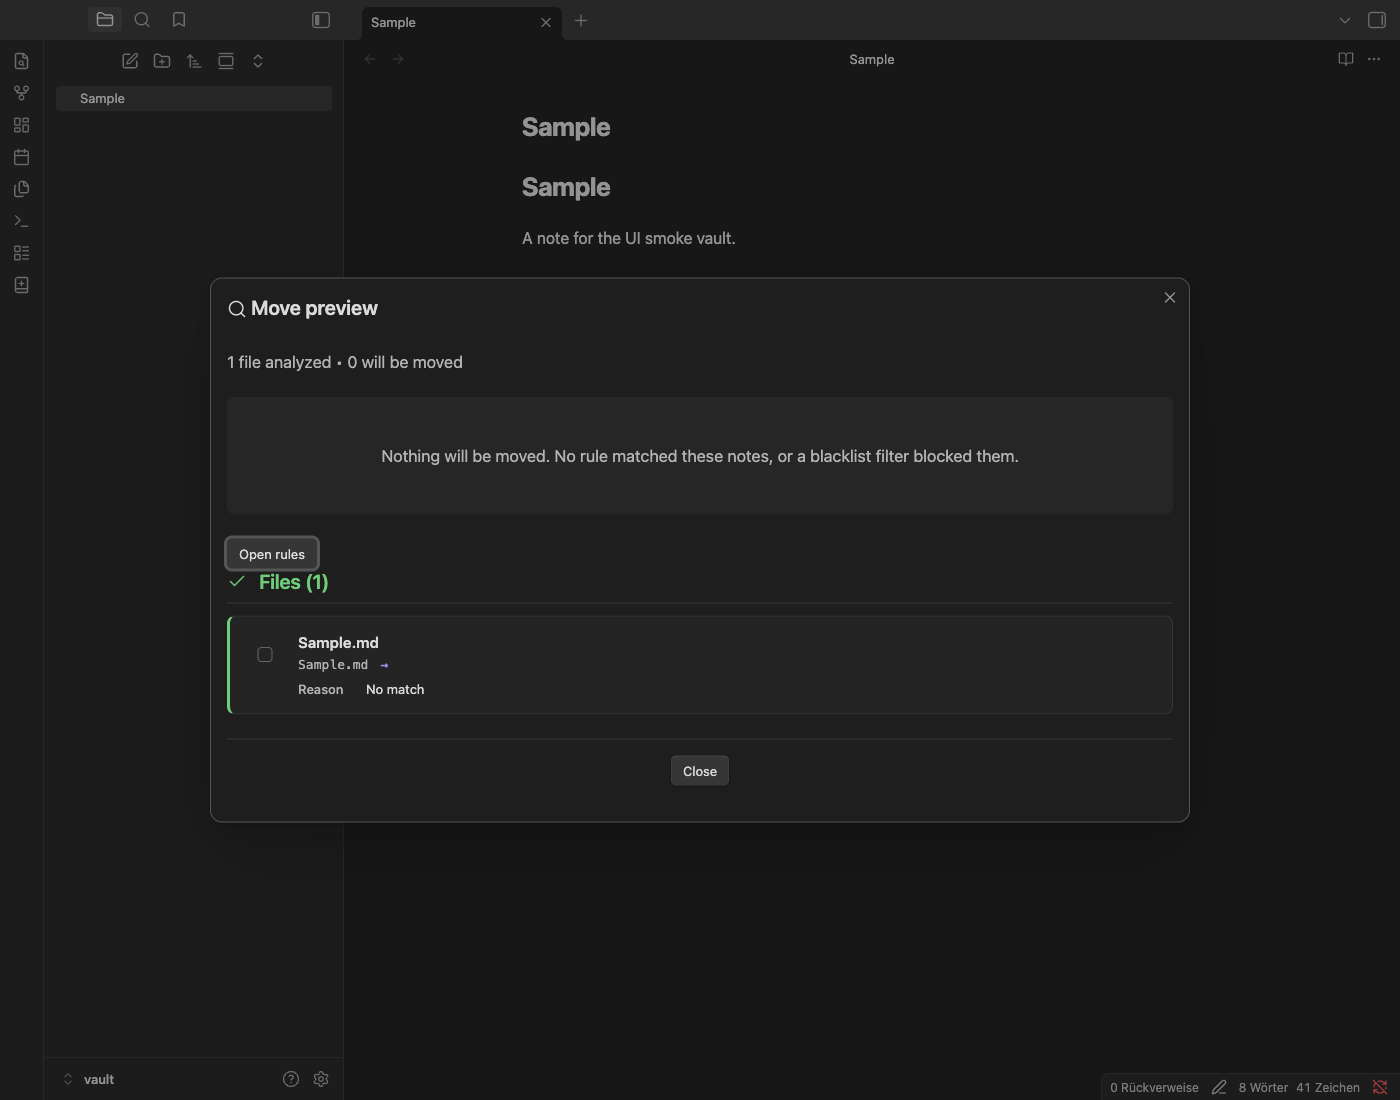 Sample
Sample
Sample
Sample
Sample
A note for the UI smoke vault.
Move preview
1 file analyzed • 0 will be moved
Nothing will be moved. No rule matched these notes, or a blacklist filter blocked them.
Open rules
Files (1)
Sample.md
Sample.md →
Reason No match
Close
vault
0 Rückverweise 8 Wörter 41 Zeichen